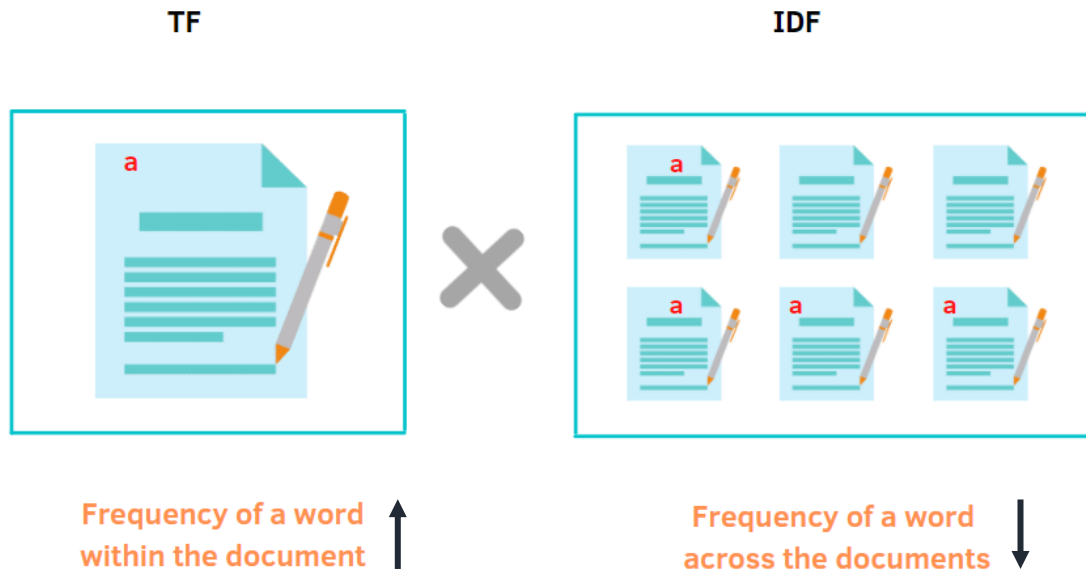 TF
IDF
a
a
a
a
a
Frequency of a word
within the document
Frequency of a word
across the documents